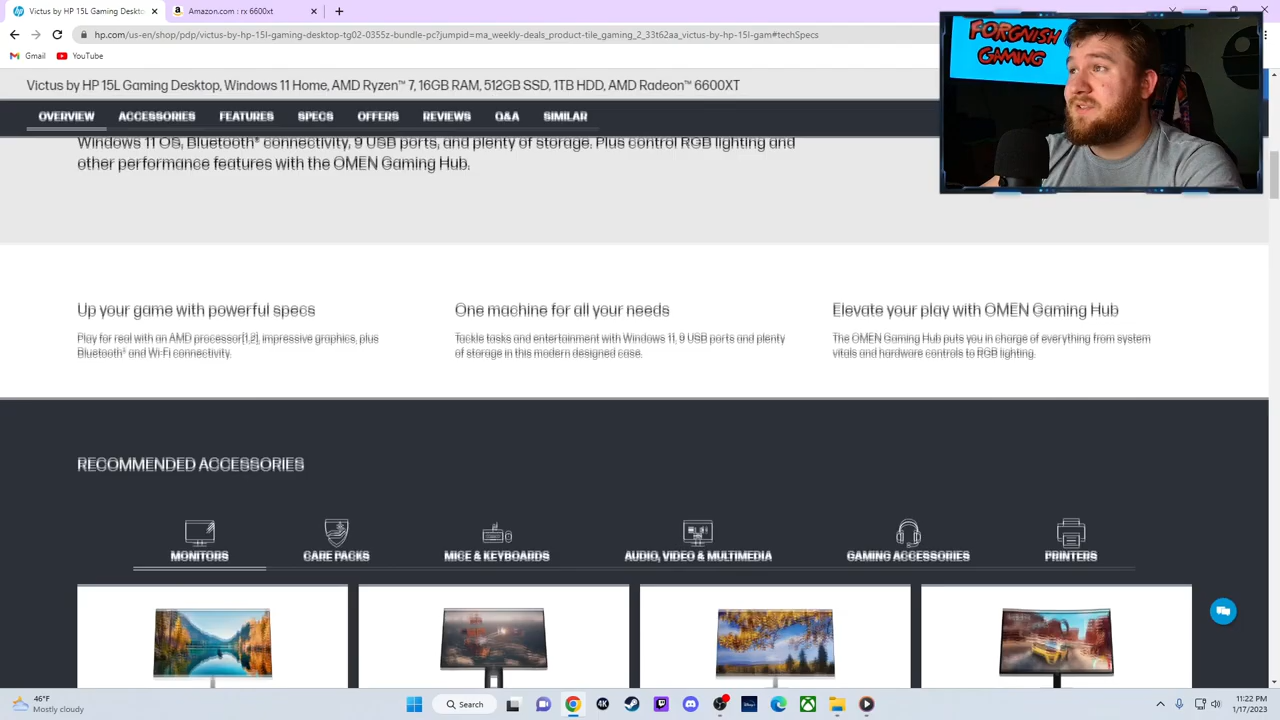 Victus by HP 15L Gaming Deskto
Amazon.com : rx 6600xt
hp.com/us-en/shop/pdp/victus-by-hp-15l-
-bundle-pc?jumpid=ma_weekly-deals_product-tile_gaming_2_33t62aa_victus-by-hp-15l-gam#techSpecs
Gmail
YouTube
FORGNISH
GAMING
Victus by HP 15L Gaming Desktop, Windows 11 Home, AMD Ryzen™ 7, 16GB RAM, 512GB SSD, 1TB HDD, AMD Radeon™ 6600XT
OVERVIEW
ACCESSORIES
FEATURES
SPECS
REVIEWS
Q&A
SIMILAR
Windows 11 OS, Bluetooth® connectivity, 9 USB ports, and plenty of storage. Plus control RGB lighting and
other performance features with the OMEN Gaming Hub.
Up your game with powerful specs
Play for real with an AMD processor[1,2], impressive graphics, plus
Bluetooth® and Wi-Fi connectivity.
One machine for all your needs
Tackle tasks and entertainment with Windows 11, 9 USB ports and plenty
of storage in this modern designed case.
Elevate your play with OMEN Gaming Hub
The OMEN Gaming Hub puts you in charge of everything from system
vitals and hardware controls to RGB lighting.
RECOMMENDED ACCESSORIES
MONITORS
CARE PACKS
MICE & KEYBOARDS
AUDIO, VIDEO & MULTIMEDIA
GAMING ACCESSORIES
PRINTERS
46°F
Mostly cloudy
Search
4K
11:22 PM
1/17/2023